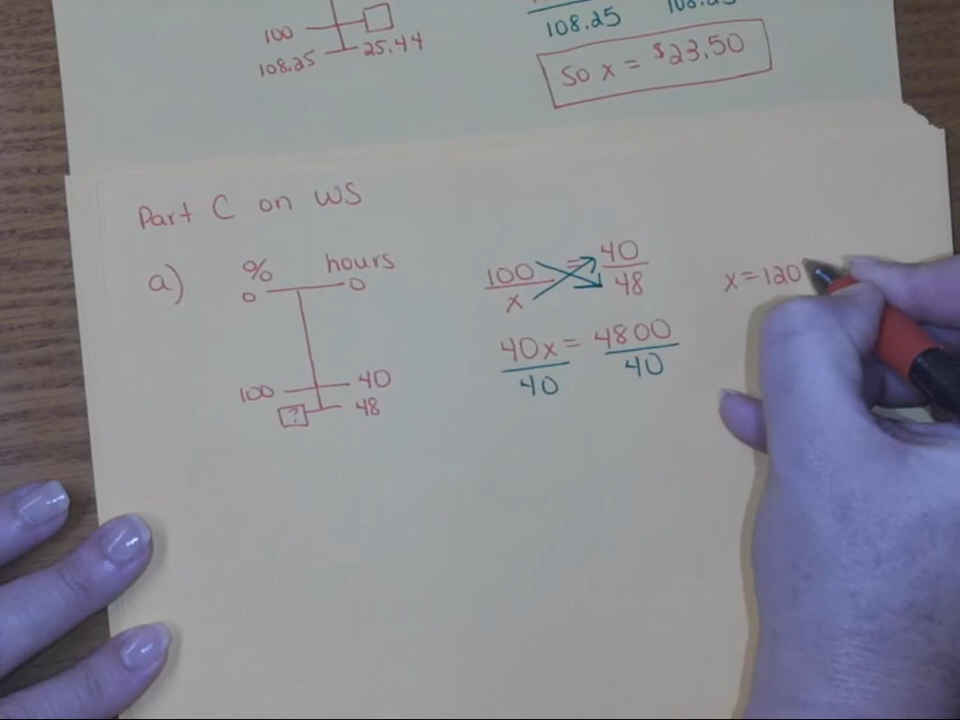 100
108.25 25.44
108.25
So x = $23.50
Part C on WS
a)
% hours
0 0
100 40
? 48
100 = 40
x 48
40x = 4800
40 40
x=120